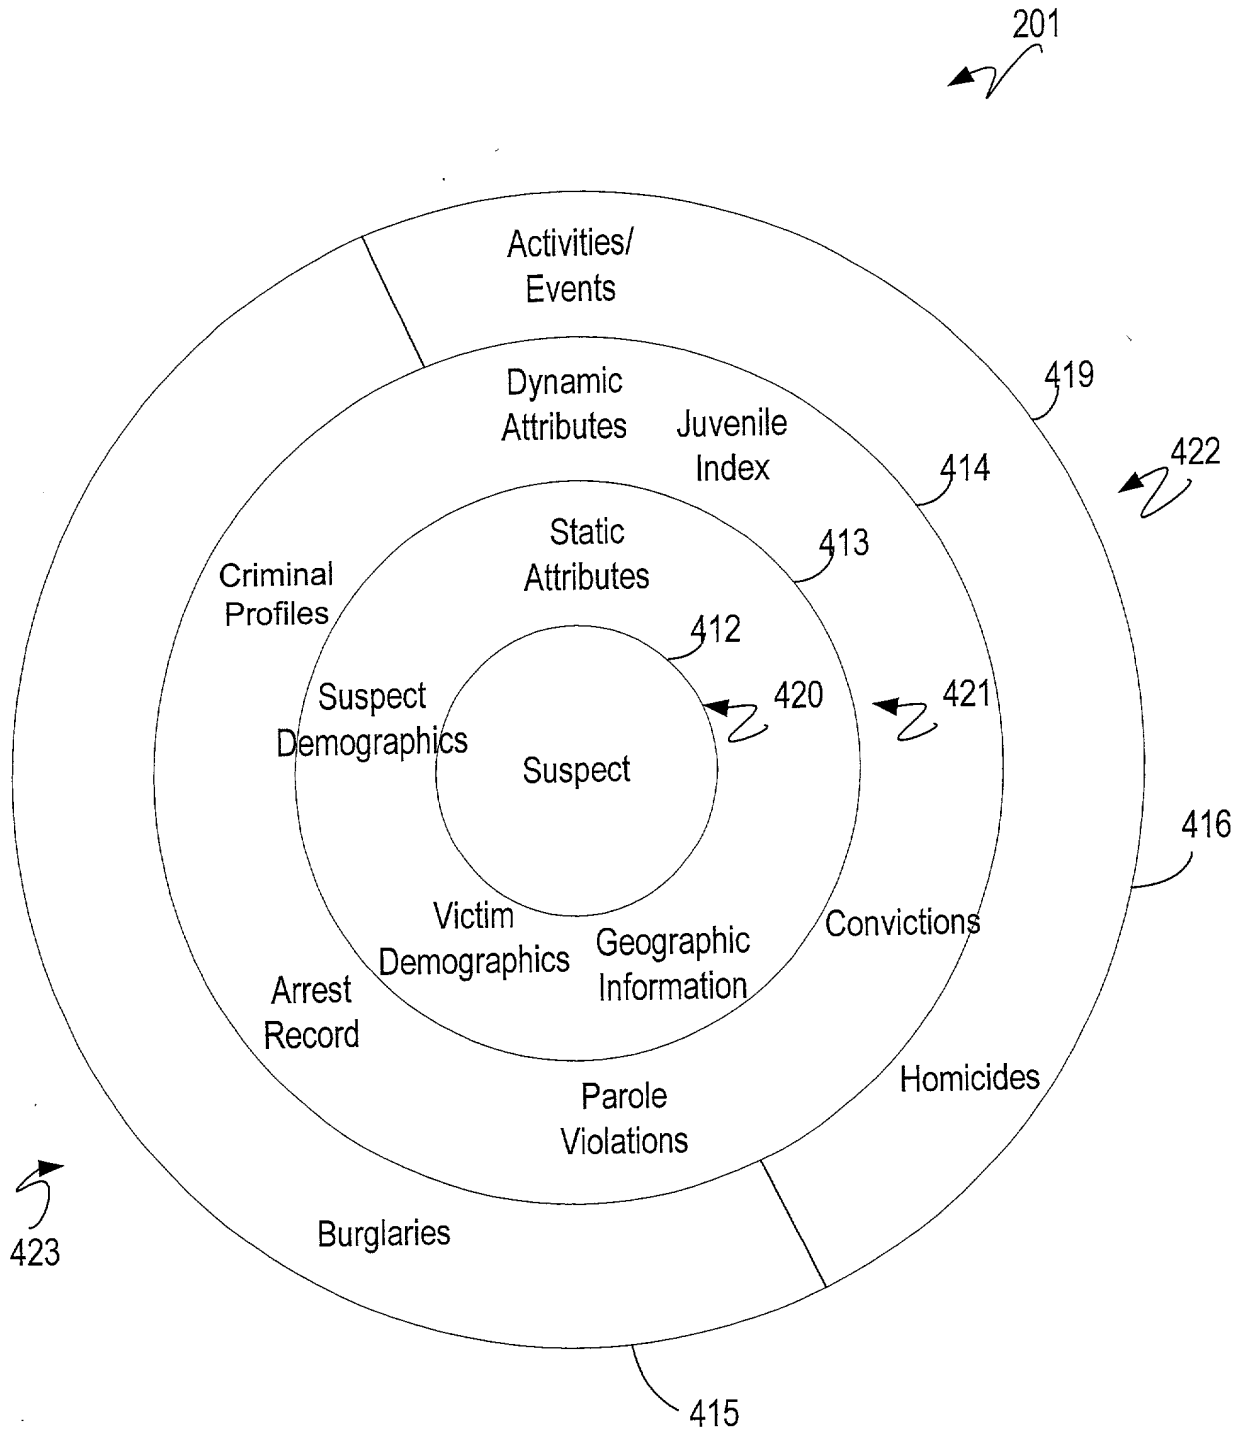 201
Activities/
Events
419
Dynamic
Attributes
Juvenile
Index
422
414
Static
Attributes
413
Criminal
Profiles
412
Suspect
Demographics
420
421
Suspect
416
Victim
Demographics
Geographic
Information
Convictions
Arrest
Record
Homicides
Parole
Violations
Burglaries
423
415